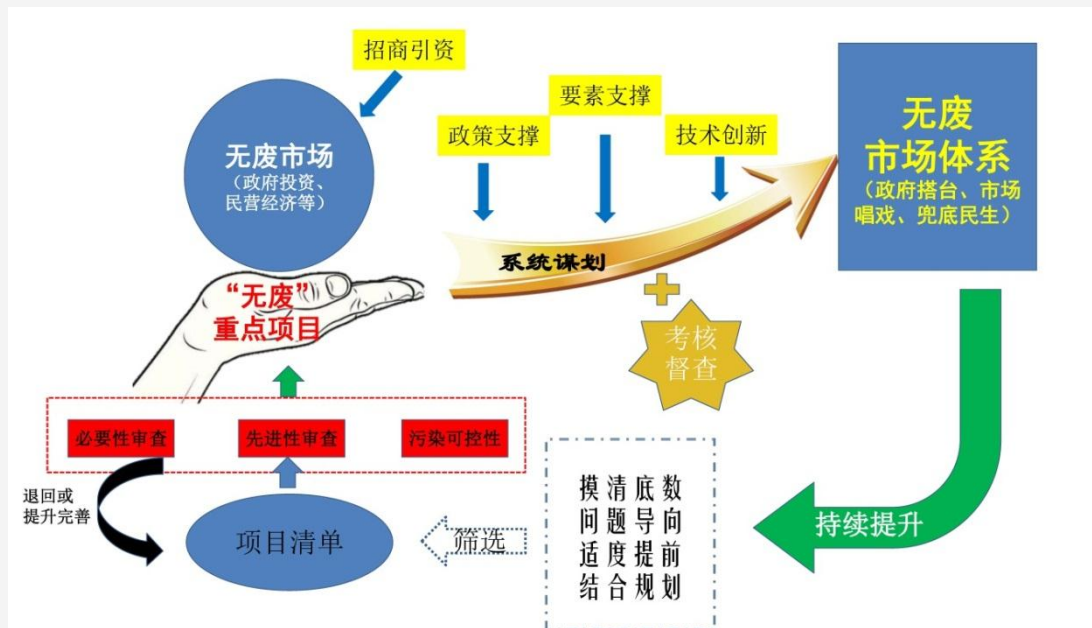 招商引资
要素支撑
政策支撑
技术创新
无废市场
（政府投资、
民营经济等）
无废
市场体系
（政府搭台、市场
唱戏、兜底民生）
系统谋划
“无废”
重点项目
考核
督查
必要性审查
先进性审查
污染可控性
退回或
提升完善
项目清单
筛选
摸清底数
问题导向
适度提前
结合规划
持续提升